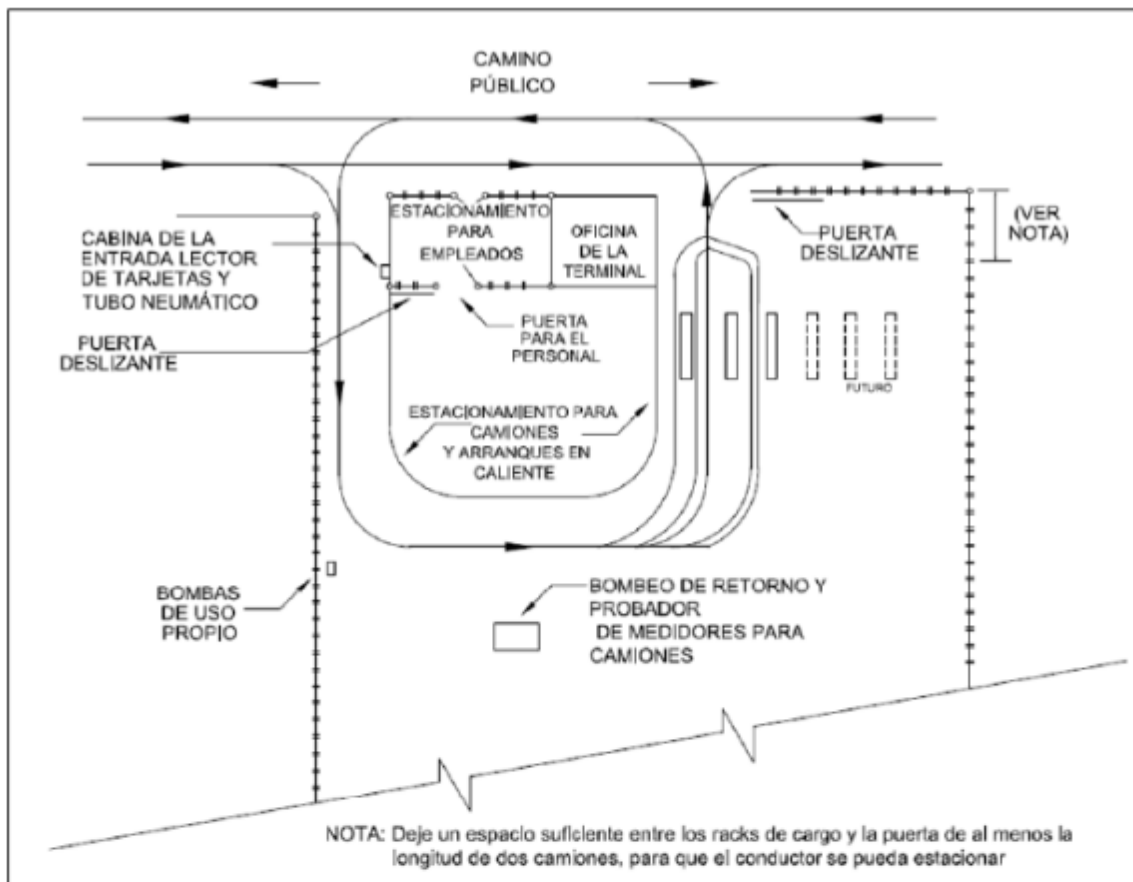 CAMINO
PÚBLICO
ESTACIONAMIENTO
PARA
EMPLEADOS
OFICINA
DE LA
TERMINAL
PUERTA
DESLIZANTE
(VER
NOTA)
CABINA DE LA
ENTRADA LECTOR
DE TARJETAS Y
TUBO NEUMÁTICO
PUERTA
DESLIZANTE
PUERTA
PARA EL
PERSONAL
FUTURO
ESTACIONAMIENTO PARA
CAMIONES
Y ARRANQUES EN
CALIENTE
BOMBAS
DE USO
PROPIO
BOMBEO DE RETORNO Y
PROBADOR
DE MEDIDORES PARA
CAMIONES
NOTA: Deje un espacio suficiente entre los racks de cargo y la puerta de al menos la
longitud de dos camiones, para que el conductor se pueda estacionar